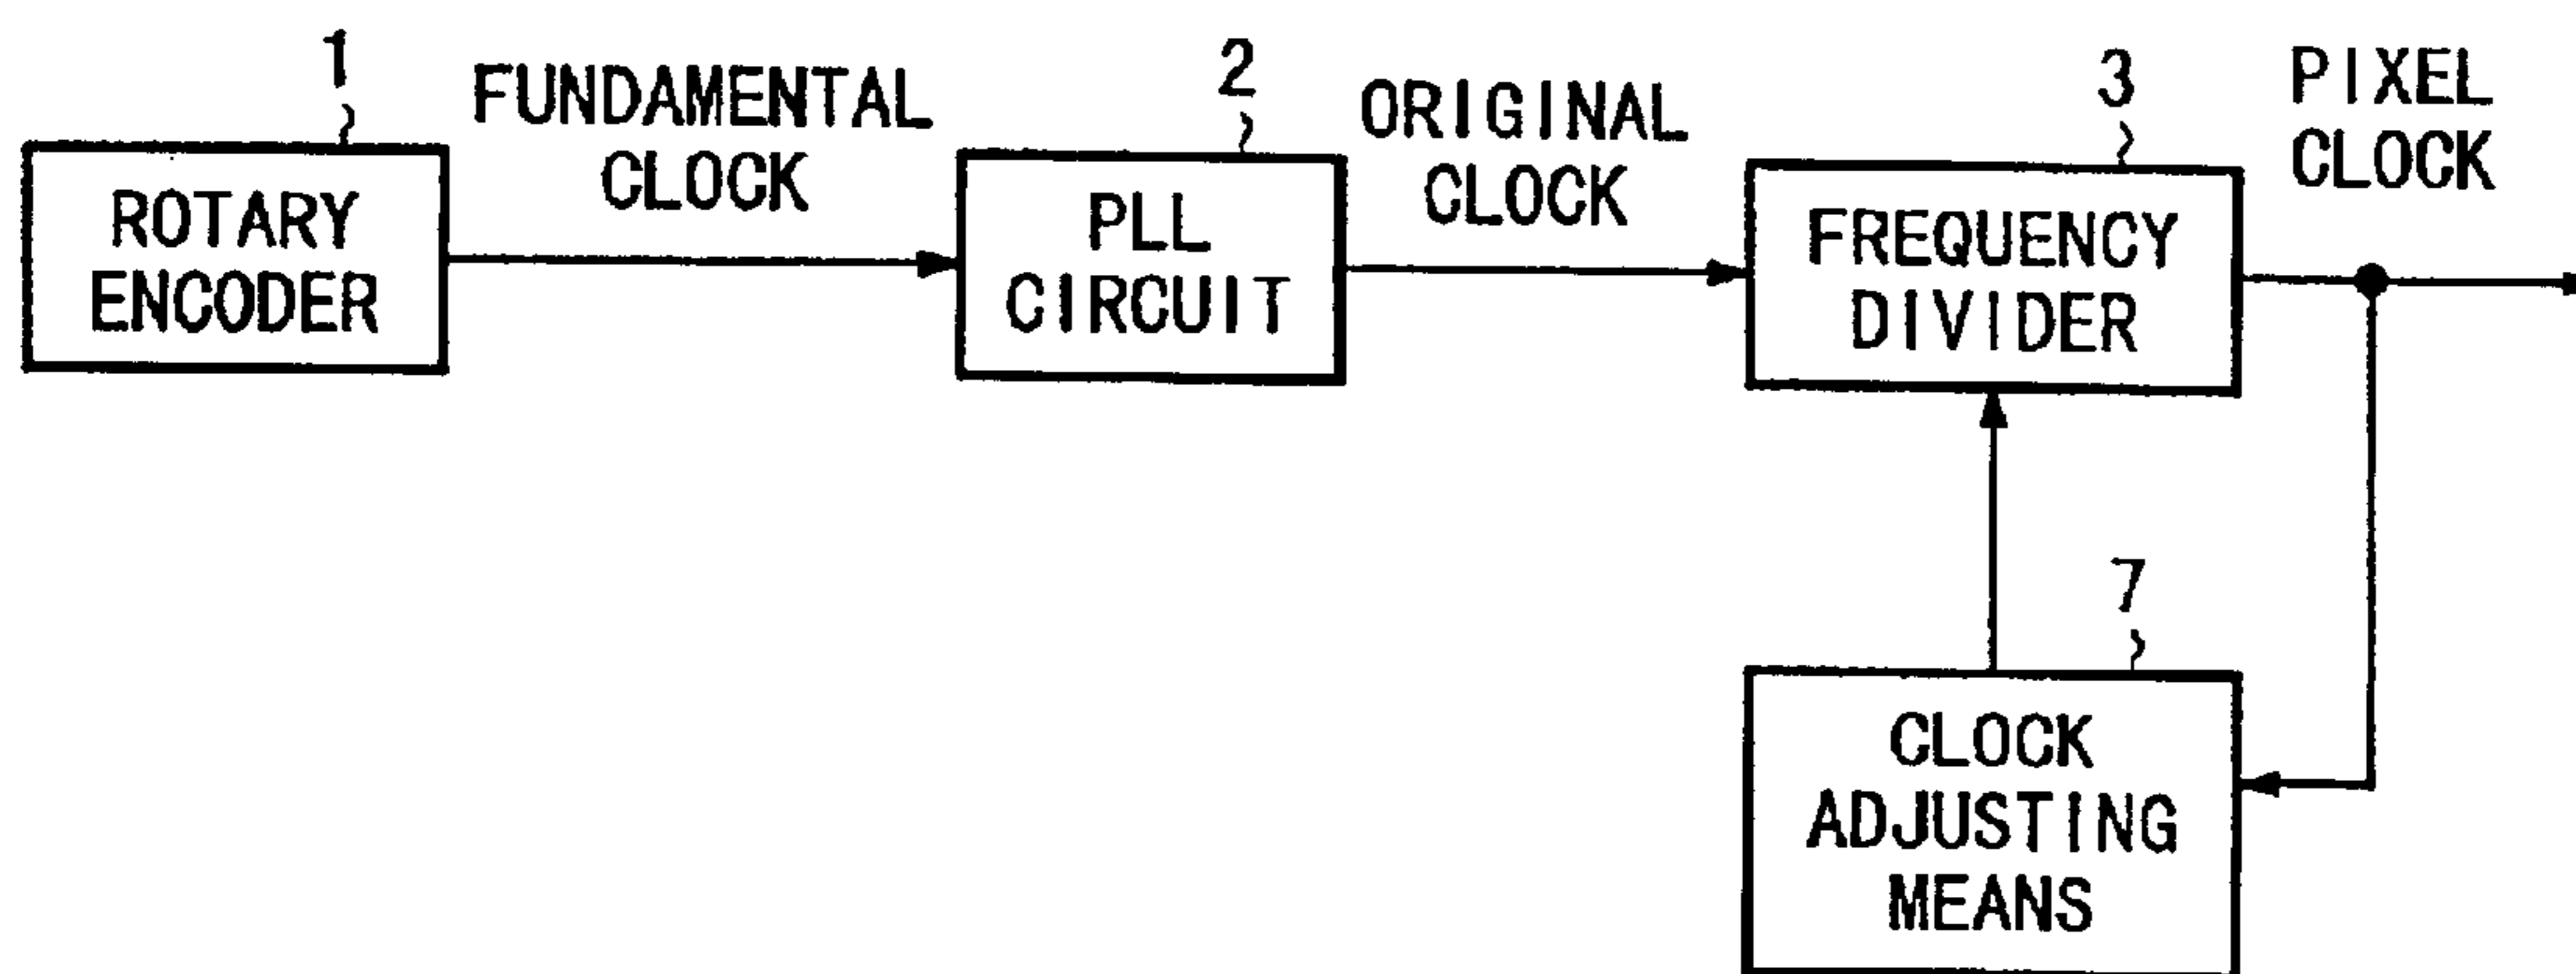 1
FUNDAMENTAL
CLOCK
2
ORIGINAL
CLOCK
3
PIXEL
CLOCK
ROTARY
ENCODER
PLL
CIRCUIT
FREQUENCY
DIVIDER
7
CLOCK
ADJUSTING
MEANS